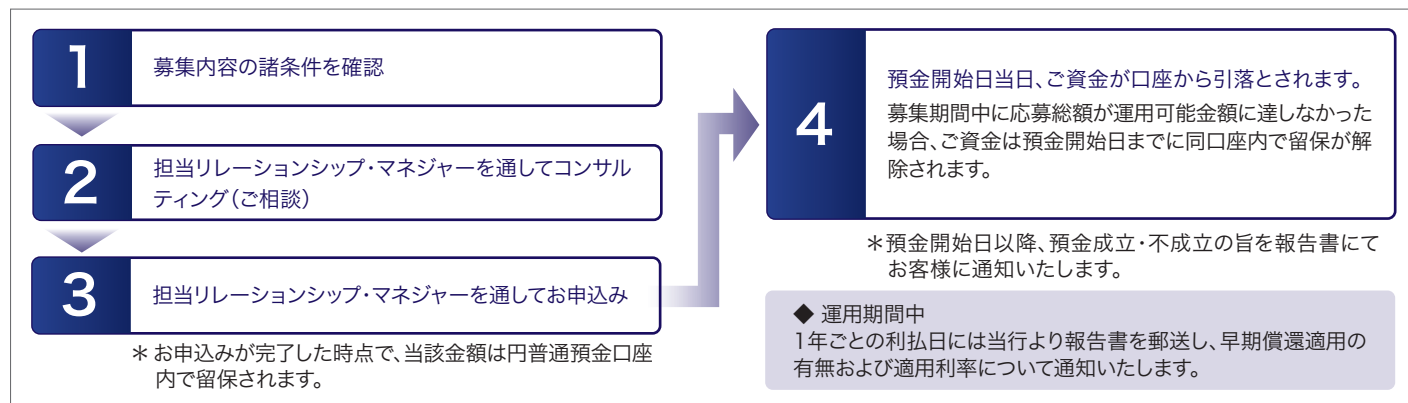 1
募集内容の諸条件を確認
2
担当リレーションシップ・マネジャーを通してコンサル
ティング（ご相談）
3
担当リレーションシップ・マネジャーを通してお申込み
＊お申込みが完了した時点で、当該金額は円普通預金口座
内で留保されます。
4
預金開始日当日、ご資金が口座から引落とされます。
募集期間中に応募総額が運用可能金額に達しなかった
場合、ご資金は預金開始日までに同口座内で留保が解
除されます。
＊預金開始日以降、預金成立・不成立の旨を報告書にて
お客様に通知いたします。
◆ 運用期間中
1年ごとの利払日には当行より報告書を郵送し、早期償還適用の
有無および適用利率について通知いたします。